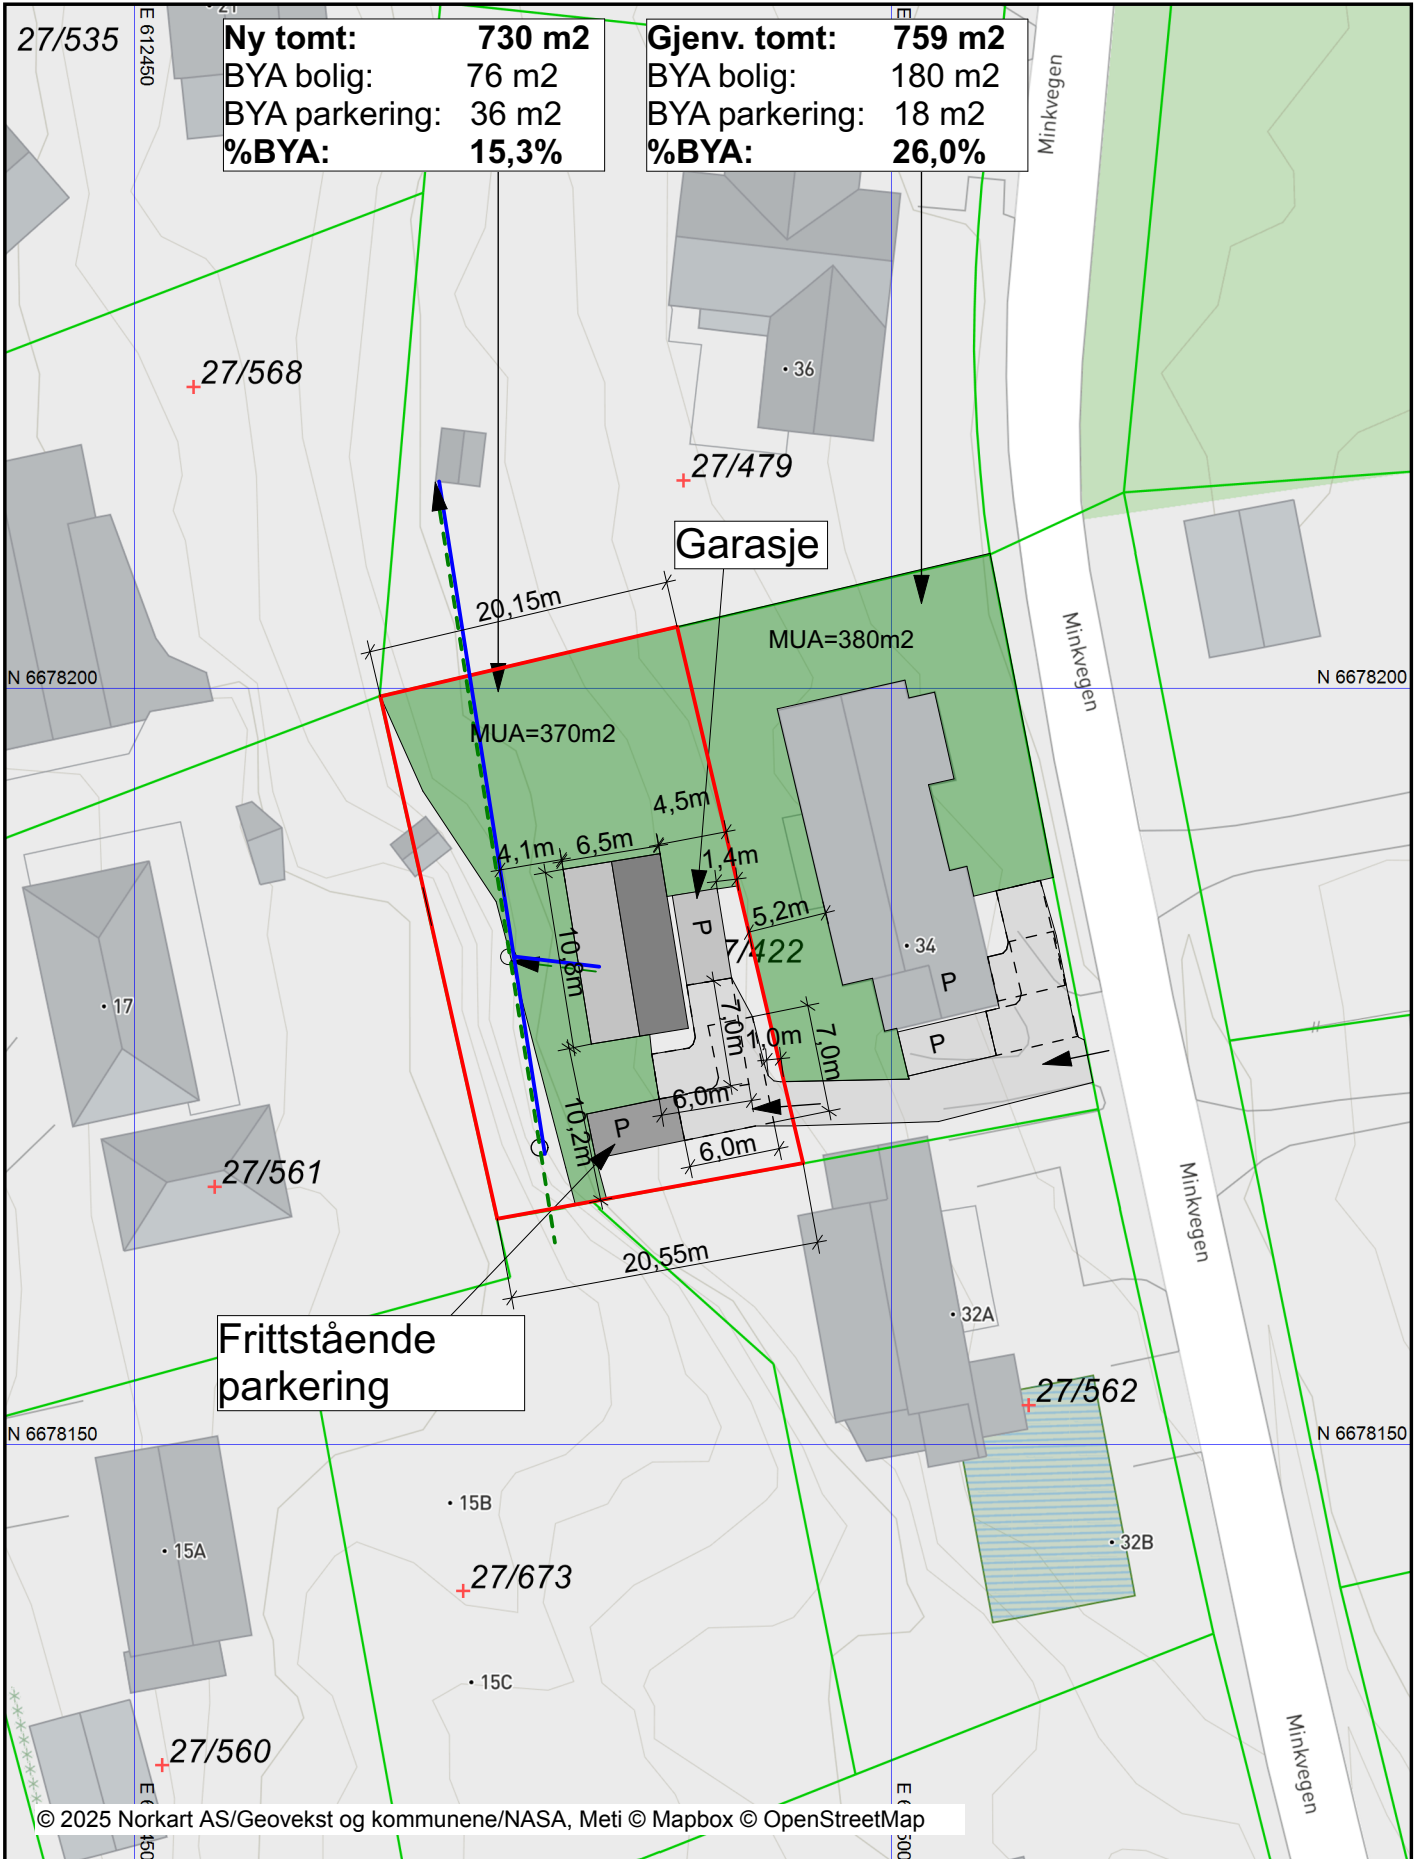 27/535
21
E 612450
Ny tomt: 730 m2
BYA bolig: 76 m2
BYA parkering: 36 m2
%BYA: 15,3%
Gjenv. tomt: 759 m2
BYA bolig: 180 m2
BYA parkering: 18 m2
%BYA: 26,0%
Minkvegen
27/568
36
27/479
Garasje
20,15m
MUA=380m2
Minkvegen
N 6678200
N 6678200
MUA=370m2
4,5m
4,1m
6,5m
1,4m
5,2m
P
7/422
34
10,8m
P
17
7,0m
1,0m
7,0m
P
6,0m
10,2m
P
6,0m
27/561
Minkvegen
20,55m
32A
Frittstående
parkering
27/562
N 6678150
N 6678150
15B
15A
32B
27/673
15C
27/560
Minkvegen
© 2025 Norkart AS/Geovekst og kommunene/NASA, Meti © Mapbox © OpenStreetMap